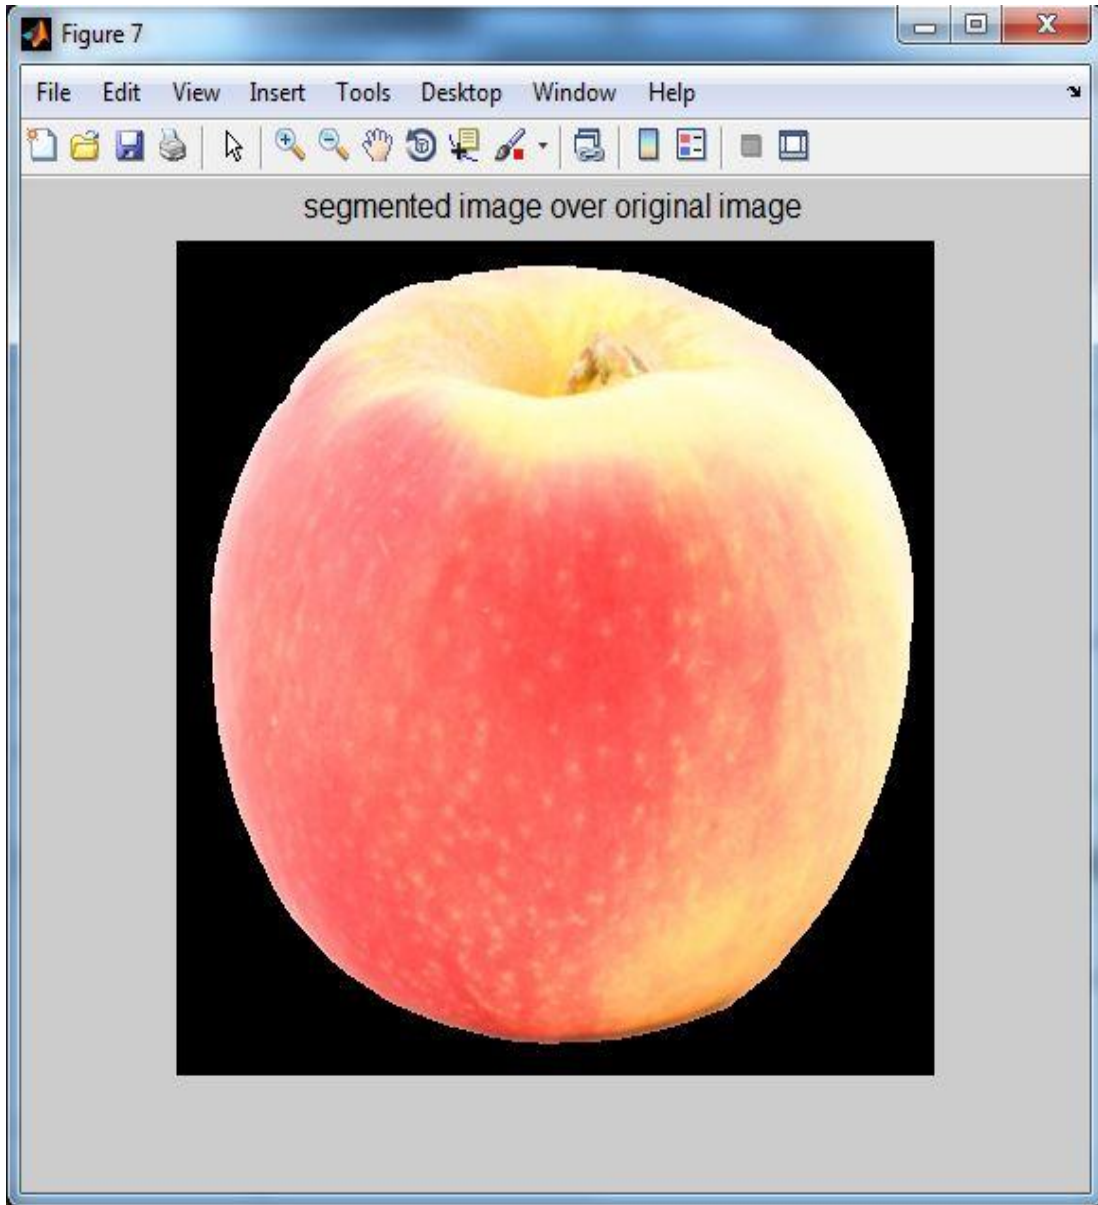 Figure 7
File Edit View Insert Tools Desktop Window Help
segmented image over original image